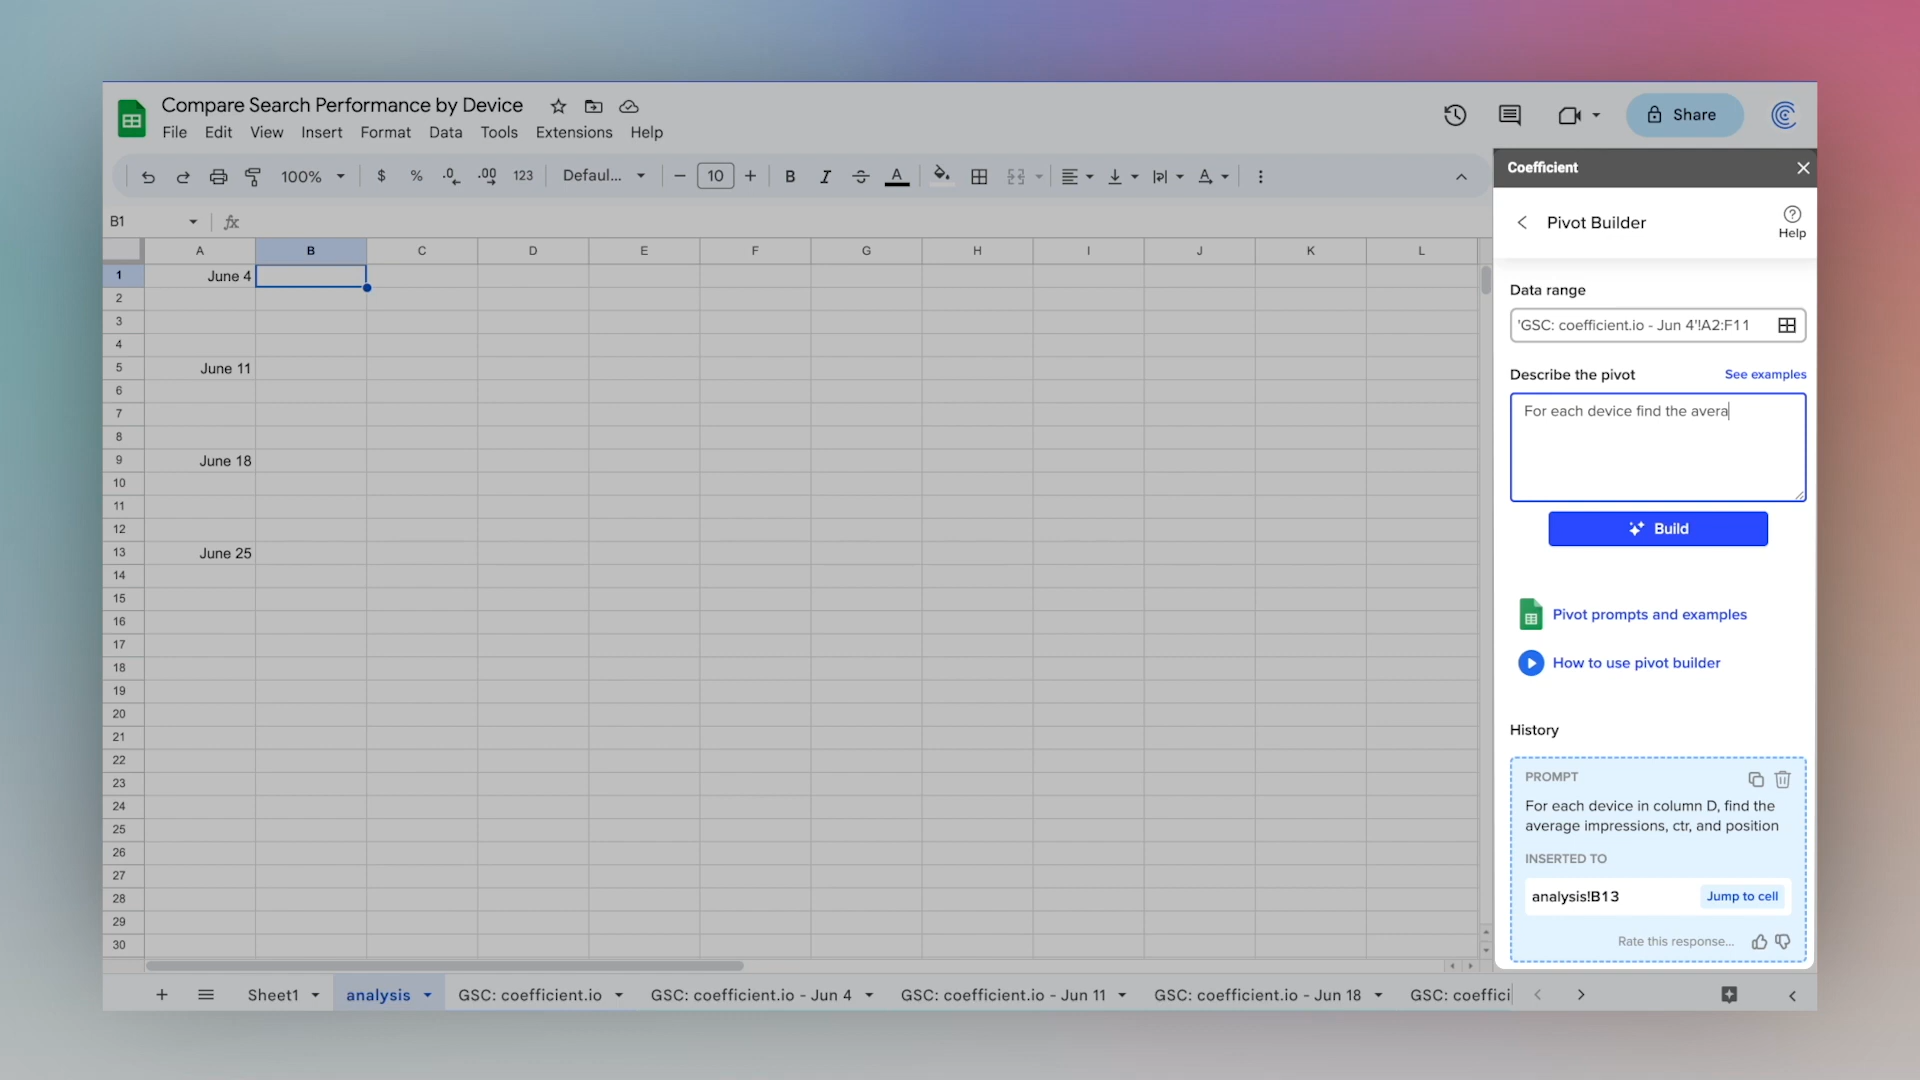 Compare Search Performance by Device
File Edit View Insert Format Data Tools Extensions Help
Share
100% $ % .0 .00 123 Defaul... 10 B I A
B1 fx
A B C D E F G H I J K L
1 June 4
2
3
4
5 June 11
6
7
8
9 June 18
10
11
12
13 June 25
14
15
16
17
18
19
20
21
22
23
24
25
26
27
28
29
30
Sheet1 analysis GSC: coefficient.io GSC: coefficient.io - Jun 4 GSC: coefficient.io - Jun 11 GSC: coefficient.io - Jun 18 GSC: coeffici
Coefficient
Pivot Builder
Help
Data range
'GSC: coefficient.io - Jun 4'!A2:F11
Describe the pivot See examples
For each device find the avera
Build
Pivot prompts and examples
How to use pivot builder
History
PROMPT
For each device in column D, find the
average impressions, ctr, and position
INSERTED TO
analysis!B13 Jump to cell
Rate this response...